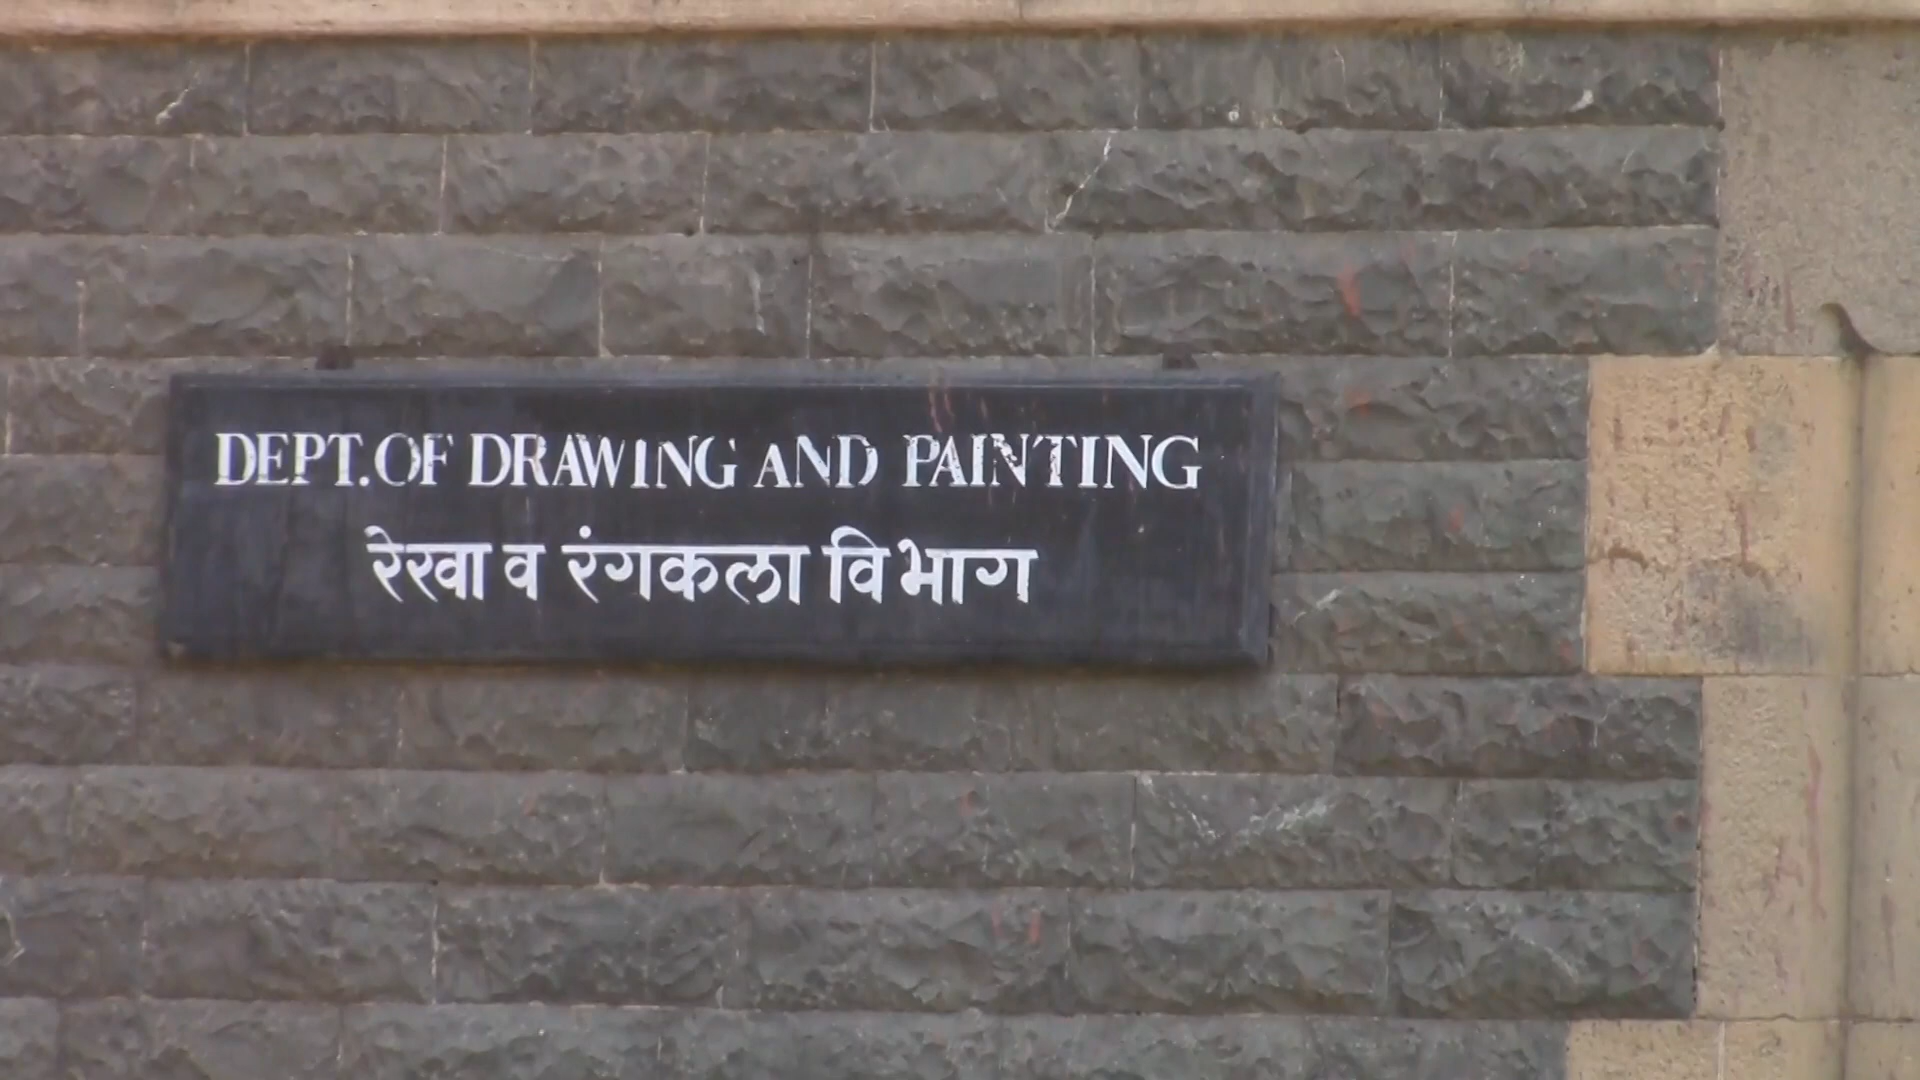 DEPT.OF DRAWING AND PAINTING
रेखा व रंगकला विभाग